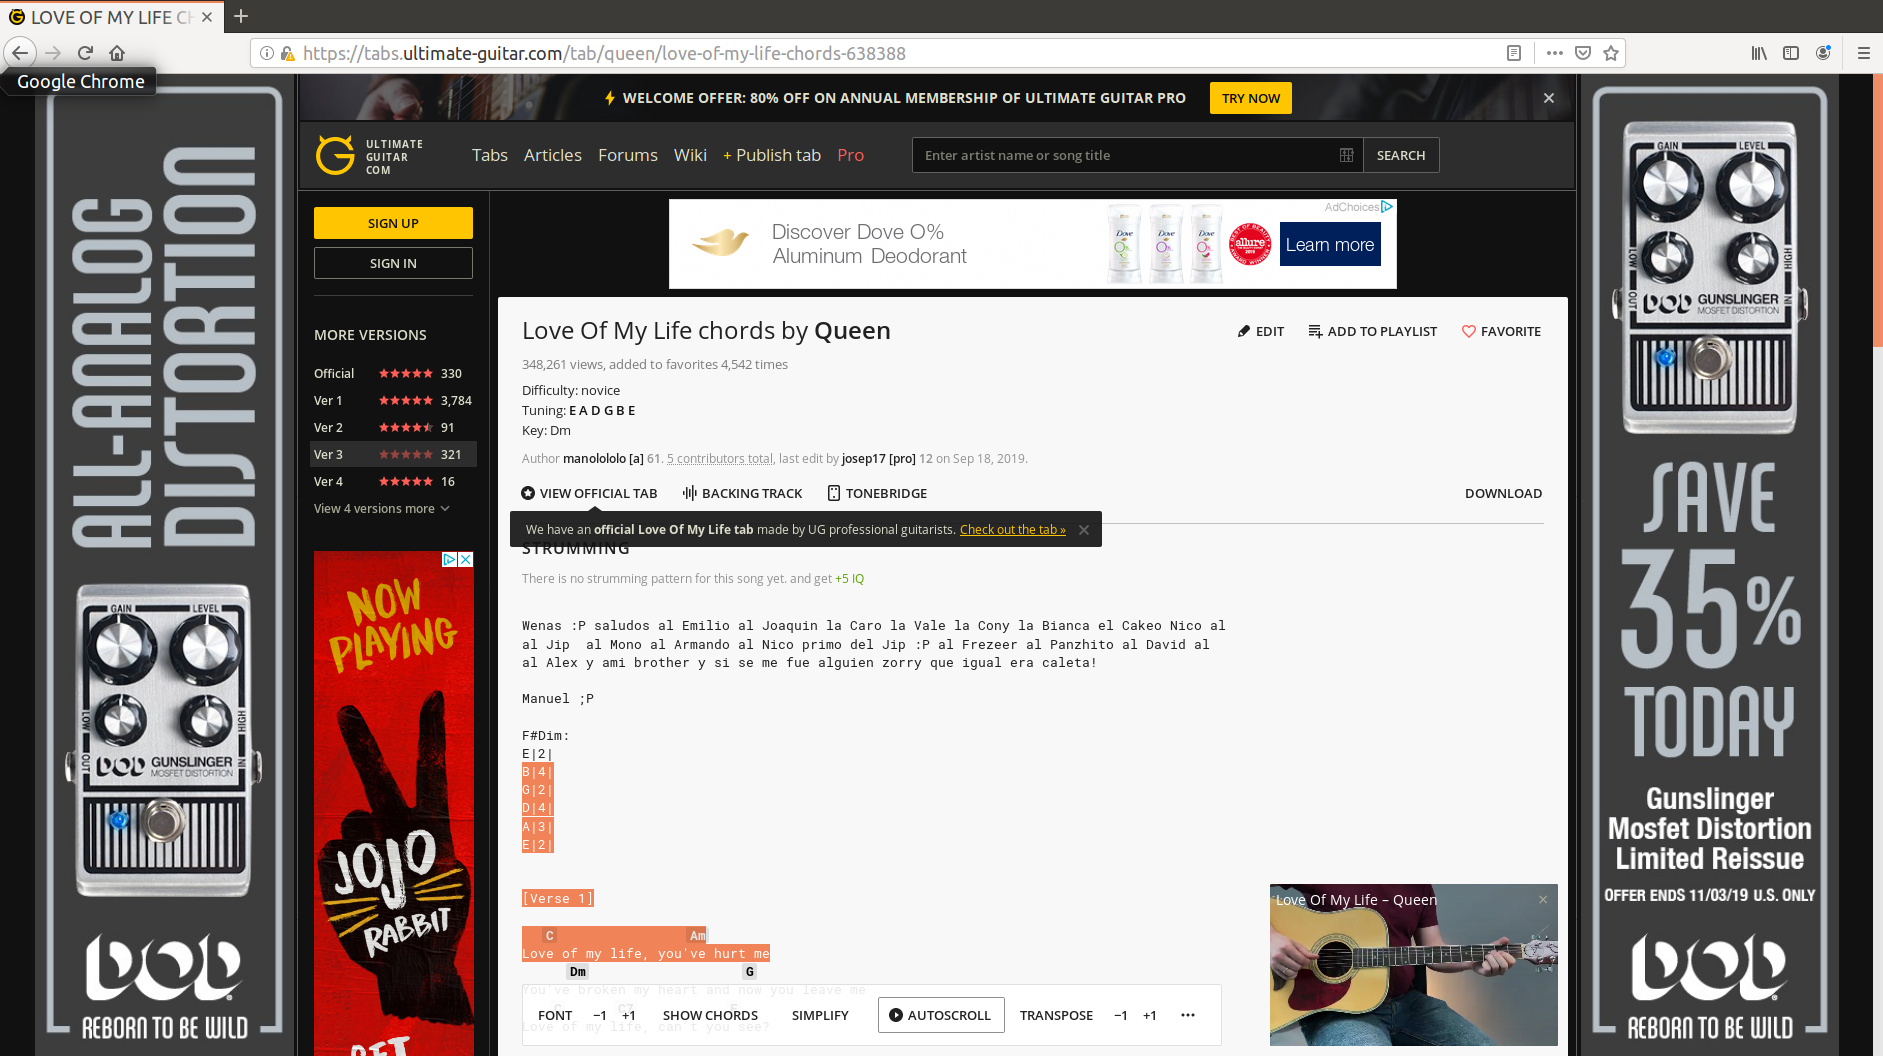 LOVE OF MY LIFE CH
https://tabs.ultimate-guitar.com/tab/queen/love-of-my-life-chords-638388
Google Chrome
WELCOME OFFER: 80% OFF ON ANNUAL MEMBERSHIP OF ULTIMATE GUITAR PRO
TRY NOW
ULTIMATE
GUITAR
COM
Tabs
Articles
Forums
Wiki
+ Publish tab
Pro
Enter artist name or song title
SEARCH
SIGN UP
SIGN IN
MORE VERSIONS
Official 330
Ver 1 3,784
Ver 2 91
Ver 3 321
Ver 4 16
View 4 versions more
AdChoices
Discover Dove 0%
Aluminum Deodorant
Dove
Dove
Dove
allure
Learn more
Love Of My Life chords by Queen
EDIT
ADD TO PLAYLIST
FAVORITE
348,261 views, added to favorites 4,542 times
Difficulty: novice
Tuning: E A D G B E
Key: Dm
Author manolololo [a] 61. 5 contributors total, last edit by josep17 [pro] 12 on Sep 18, 2019.
VIEW OFFICIAL TAB
BACKING TRACK
TONEBRIDGE
DOWNLOAD
We have an official Love Of My Life tab made by UG professional guitarists. Check out the tab »
STRUMMING
There is no strumming pattern for this song yet. and get +5 IQ
Wenas :P saludos al Emilio al Joaquin la Caro la Vale la Cony la Bianca el Cakeo Nico al
al Jip  al Mono al Armando al Nico primo del Jip :P al Frezeer al Panzhito al David al
al Alex y ami brother y si se me fue alguien zorry que igual era caleta!
Manuel ;P
F#Dim:
E|2|
B|4|
G|2|
D|4|
A|3|
E|2|
[Verse 1]
C Am
Love of my life, you've hurt me
Dm G
You've broken my heart and now you leave me
C C7 F
Love of my life, can't you see?
FONT −1 +1
SHOW CHORDS
SIMPLIFY
AUTOSCROLL
TRANSPOSE −1 +1
Love Of My Life – Queen
ALL-ANALOG
DISTORTION
GAIN LEVEL
LOW HIGH
OUT IN
DOD GUNSLINGER
MOSFET DISTORTION
DOD
REBORN TO BE WILD
NOW
PLAYING
JOJO
RABBIT
GET
GAIN LEVEL
LOW HIGH
OUT IN
DOD GUNSLINGER
MOSFET DISTORTION
SAVE
35%
TODAY
Gunslinger
Mosfet Distortion
Limited Reissue
OFFER ENDS 11/03/19 U.S. ONLY
DOD
REBORN TO BE WILD